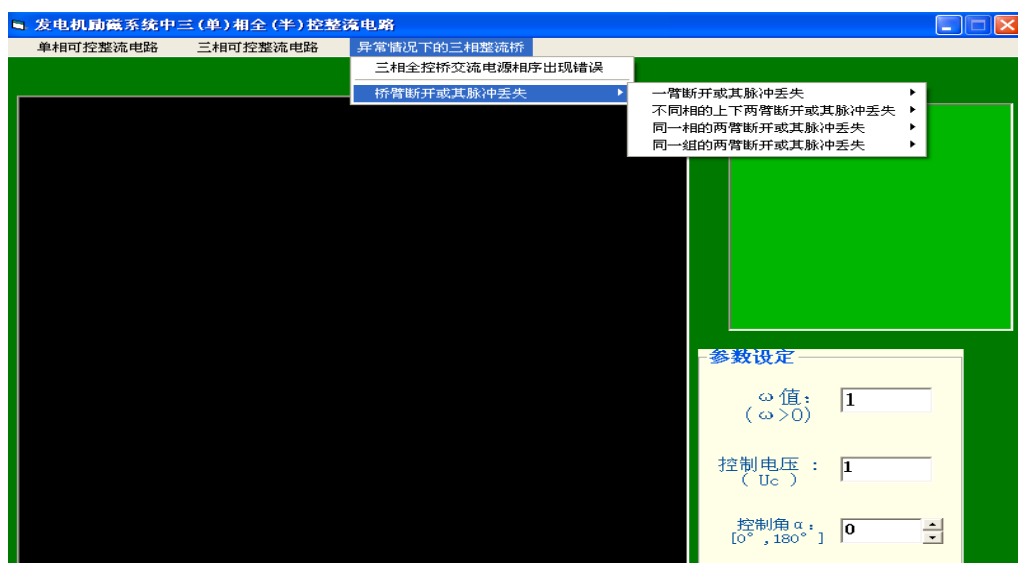 发电机励磁系统中三(单)相全(半)控整流电路
单相可控整流电路 三相可控整流电路 异常情况下的三相整流桥
三相全控桥交流电源相序出现错误
桥臂断开或其脉冲丢失
一臂断开或其脉冲丢失
不同相的上下两臂断开或其脉冲丢失
同一相的两臂断开或其脉冲丢失
同一组的两臂断开或其脉冲丢失
参数设定
ω值: 1
(ω>0)
控制电压 : 1
( Uc )
控制角α: 0
[0°,180°]